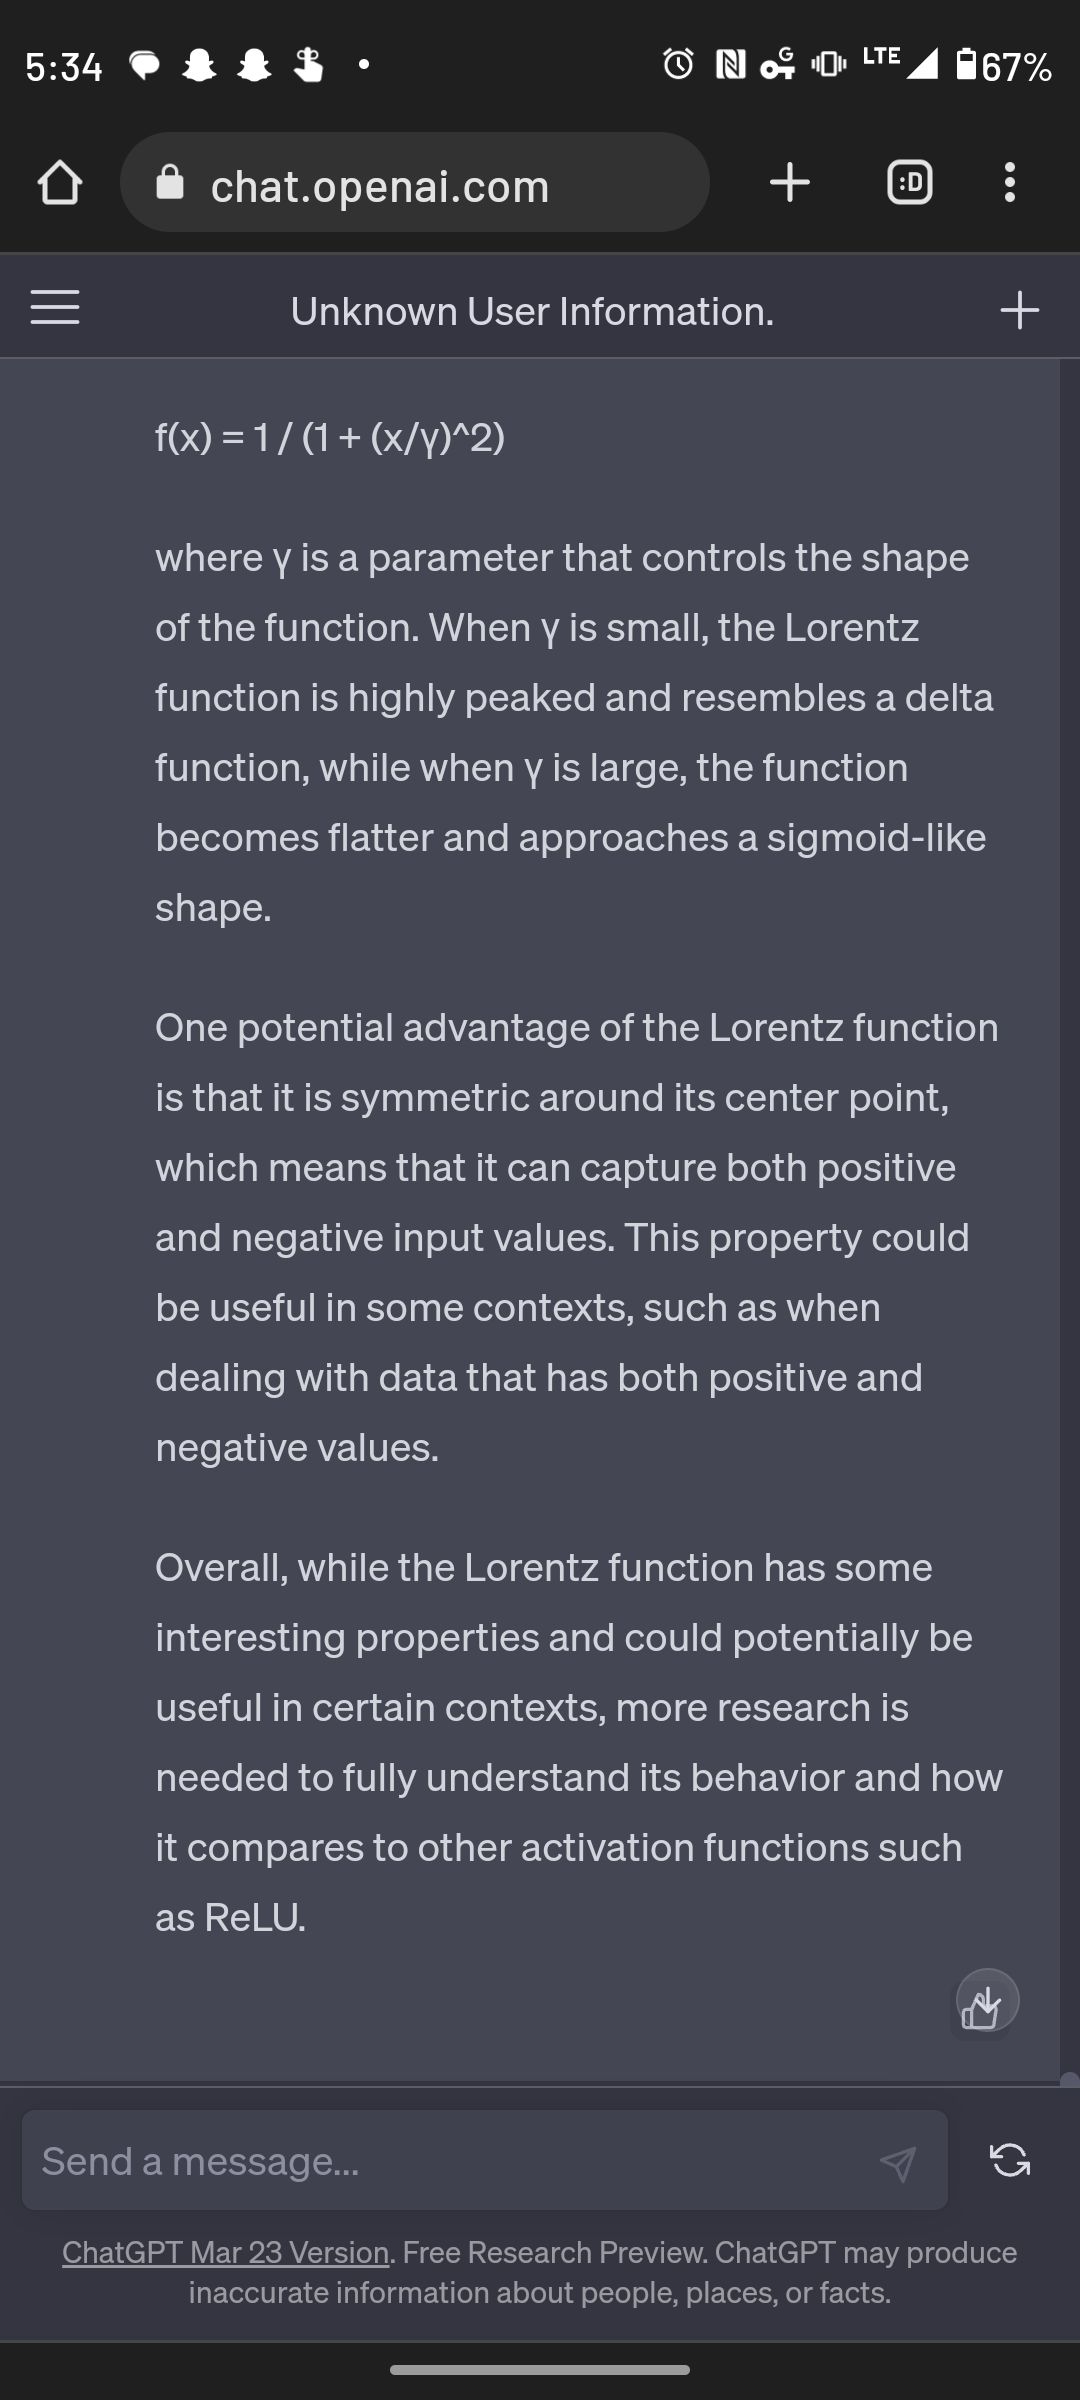 5:34
LTE
67%
chat.openai.com
:D
Unknown User Information.
f(x) = 1 / (1 + (x/γ)^2)
where γ is a parameter that controls the shape
of the function. When γ is small, the Lorentz
function is highly peaked and resembles a delta
function, while when γ is large, the function
becomes flatter and approaches a sigmoid-like
shape.
One potential advantage of the Lorentz function
is that it is symmetric around its center point,
which means that it can capture both positive
and negative input values. This property could
be useful in some contexts, such as when
dealing with data that has both positive and
negative values.
Overall, while the Lorentz function has some
interesting properties and could potentially be
useful in certain contexts, more research is
needed to fully understand its behavior and how
it compares to other activation functions such
as ReLU.
Send a message...
ChatGPT Mar 23 Version. Free Research Preview. ChatGPT may produce
inaccurate information about people, places, or facts.